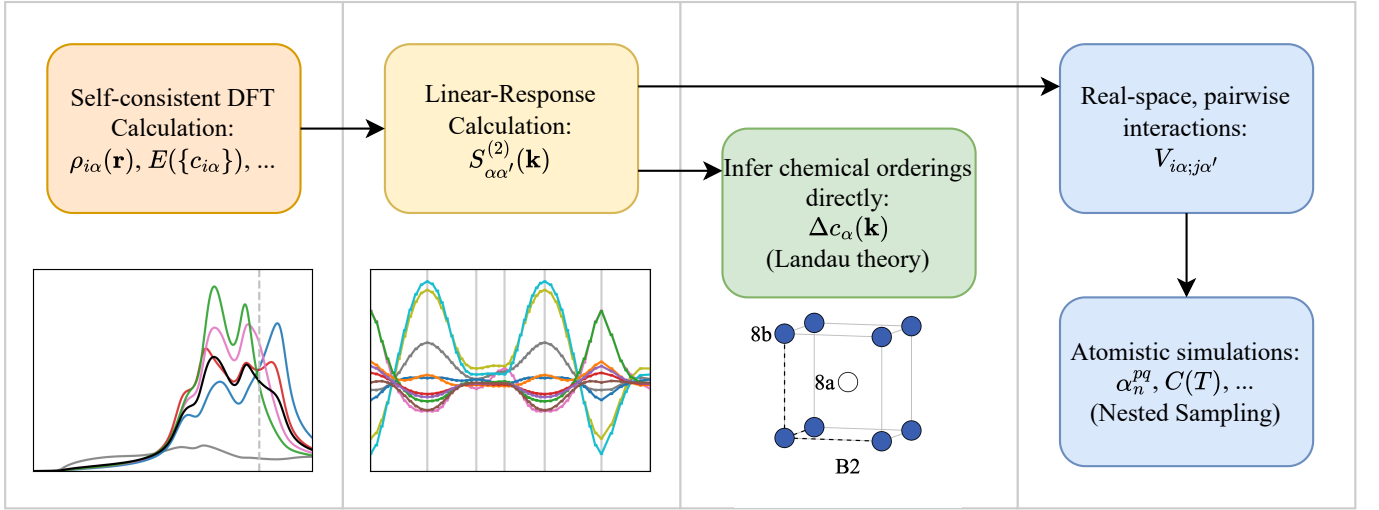 Self-consistent DFT
Calculation:
ρ_{iα}(r), E({c_{iα}}), ...
Linear-Response
Calculation:
S^{(2)}_{αα′}(k)
Infer chemical orderings
directly:
Δc_α(k)
(Landau theory)
8b
8a
B2
Real-space, pairwise
interactions:
V_{iα;jα′}
Atomistic simulations:
α_n^{pq}, C(T), ...
(Nested Sampling)